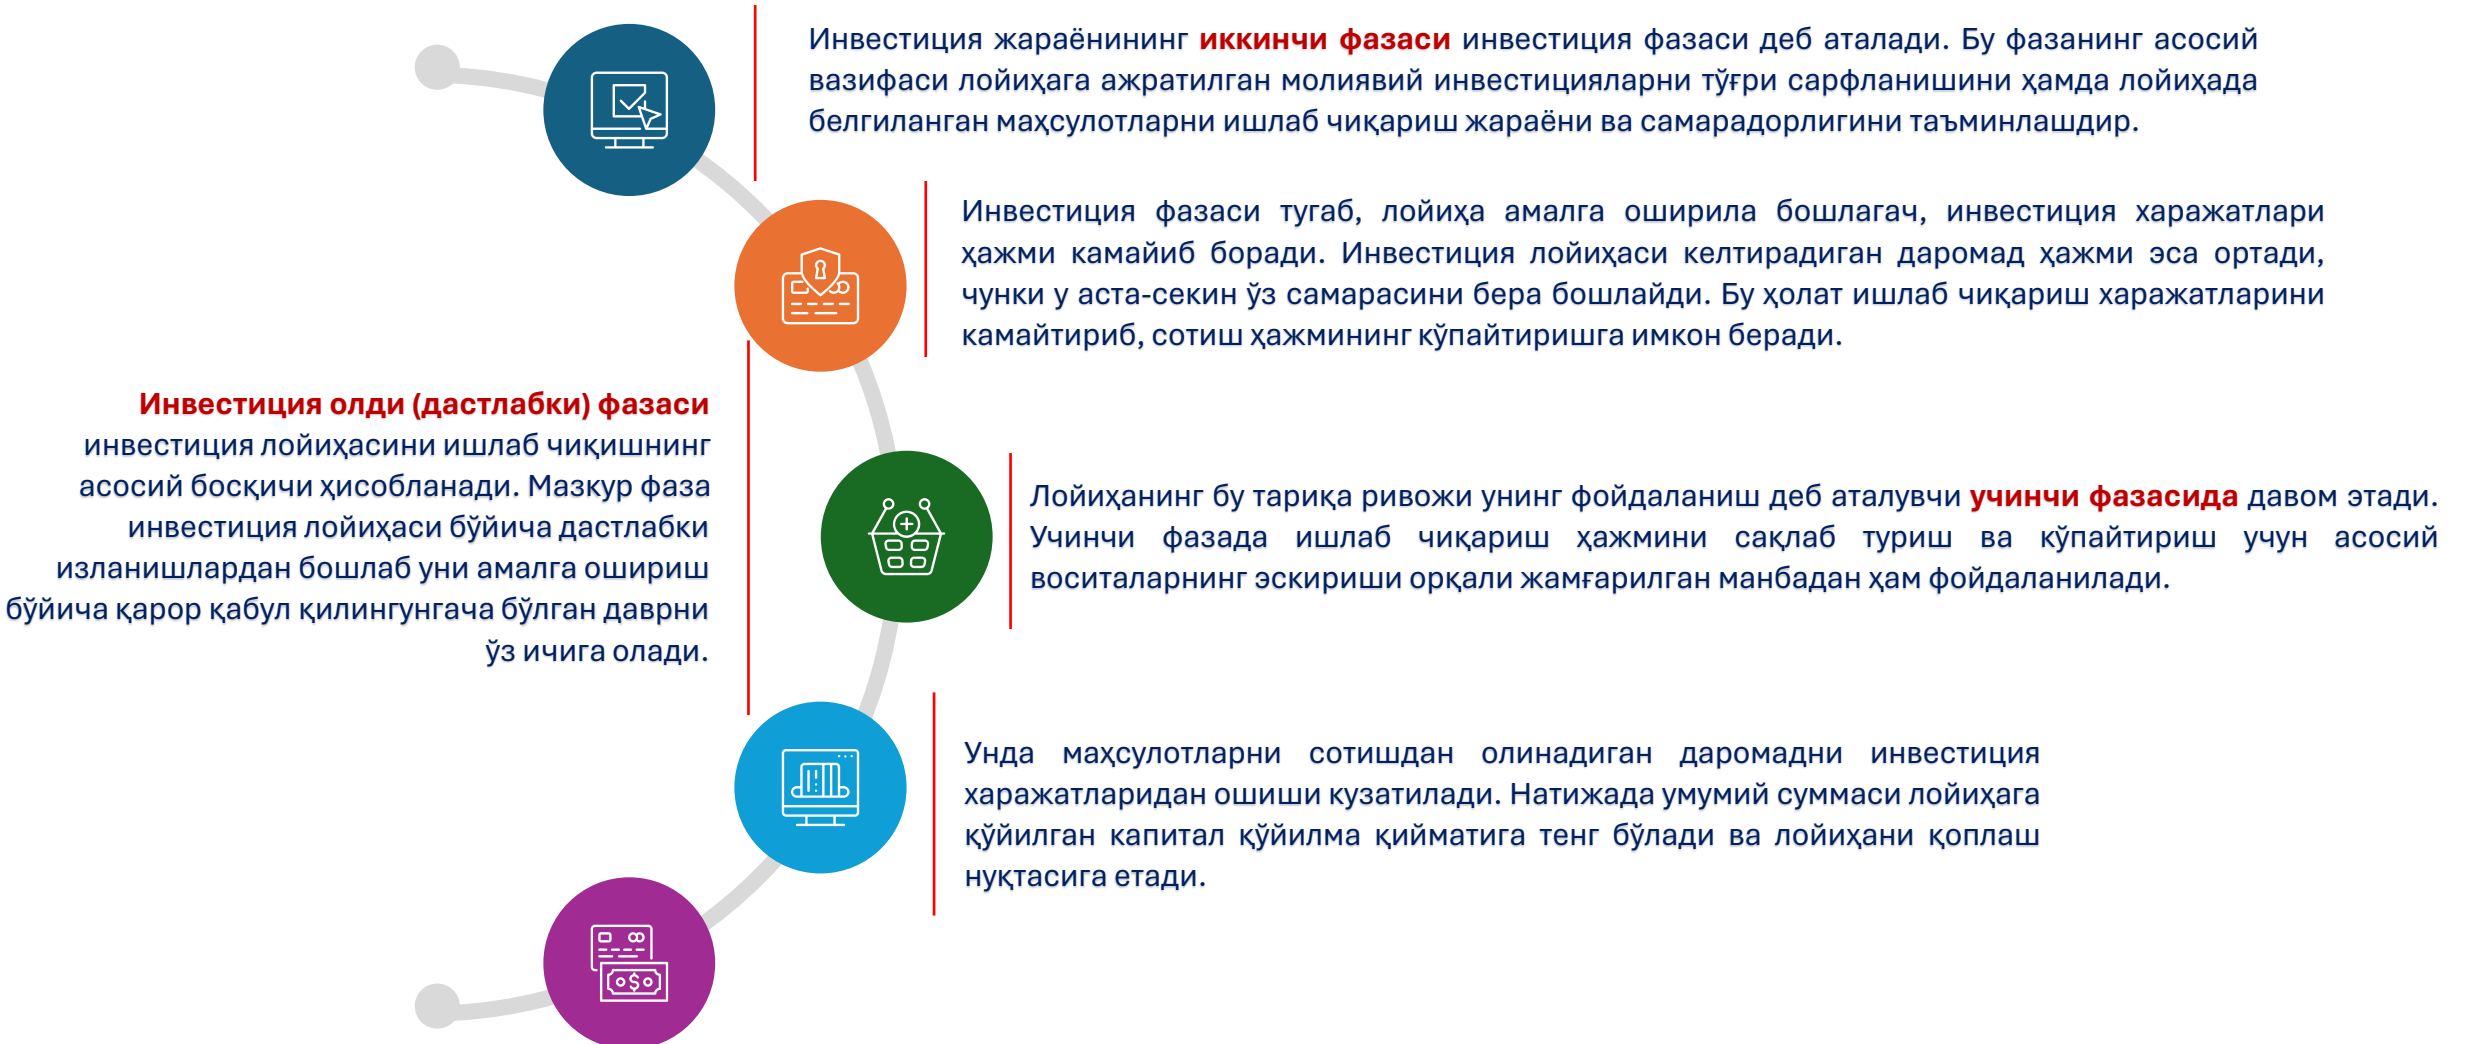 Инвестиция жараёнининг иккинчи фазаси инвестиция фазаси деб аталади. Бу фазанинг асосий
вазифаси лойиҳага ажратилган молиявий инвестицияларни тўғри сарфланишини ҳамда лойиҳада
белгиланган маҳсулотларни ишлаб чиқариш жараёни ва самарадорлигини таъминлашдир.
Инвестиция фазаси тугаб, лойиҳа амалга оширила бошлагач, инвестиция харажатлари
ҳажми камайиб боради. Инвестиция лойиҳаси келтирадиган даромад ҳажми эса ортади,
чунки у аста-секин ўз самарасини бера бошлайди. Бу ҳолат ишлаб чиқариш харажатларини
камайтириб, сотиш ҳажмининг кўпайтиришга имкон беради.
Инвестиция олди (дастлабки) фазаси
инвестиция лойиҳасини ишлаб чиқишнинг
асосий босқичи ҳисобланади. Мазкур фаза
инвестиция лойиҳаси бўйича дастлабки
изланишлардан бошлаб уни амалга ошириш
бўйича қарор қабул қилингунгача бўлган даврни
ўз ичига олади.
Лойиҳанинг бу тариқа ривожи унинг фойдаланиш деб аталувчи учинчи фазасида давом этади.
Учинчи фазада ишлаб чиқариш ҳажмини сақлаб туриш ва кўпайтириш учун асосий
воситаларнинг эскириши орқали жамғарилган манбадан ҳам фойдаланилади.
Унда маҳсулотларни сотишдан олинадиган даромадни инвестиция
харажатларидан ошиши кузатилади. Натижада умумий суммаси лойиҳага
қўйилган капитал қўйилма қийматига тенг бўлади ва лойиҳани қоплаш
нуқтасига етади.